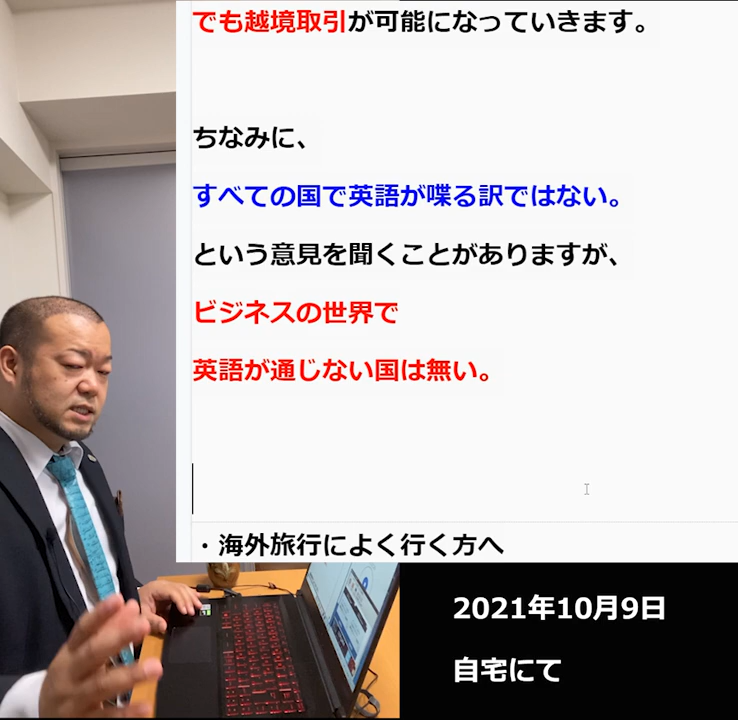 でも越境取引が可能になっていきます。
ちなみに、
すべての国で英語が喋る訳ではない。
という意見を聞くことがありますが、
ビジネスの世界で
英語が通じない国は無い。
・海外旅行によく行く方へ
2021年10月9日
自宅にて